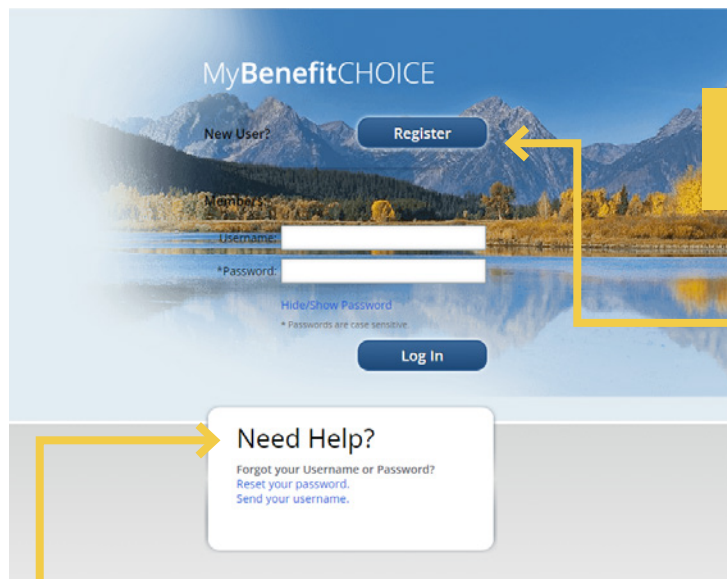 MyBenefitCHOICE
New User?
Register
Members
Username:
*Password:
Hide/Show Password
* Passwords are case sensitive.
Log In
Need Help?
Forgot your Username or Password?
Reset your password.
Send your username.